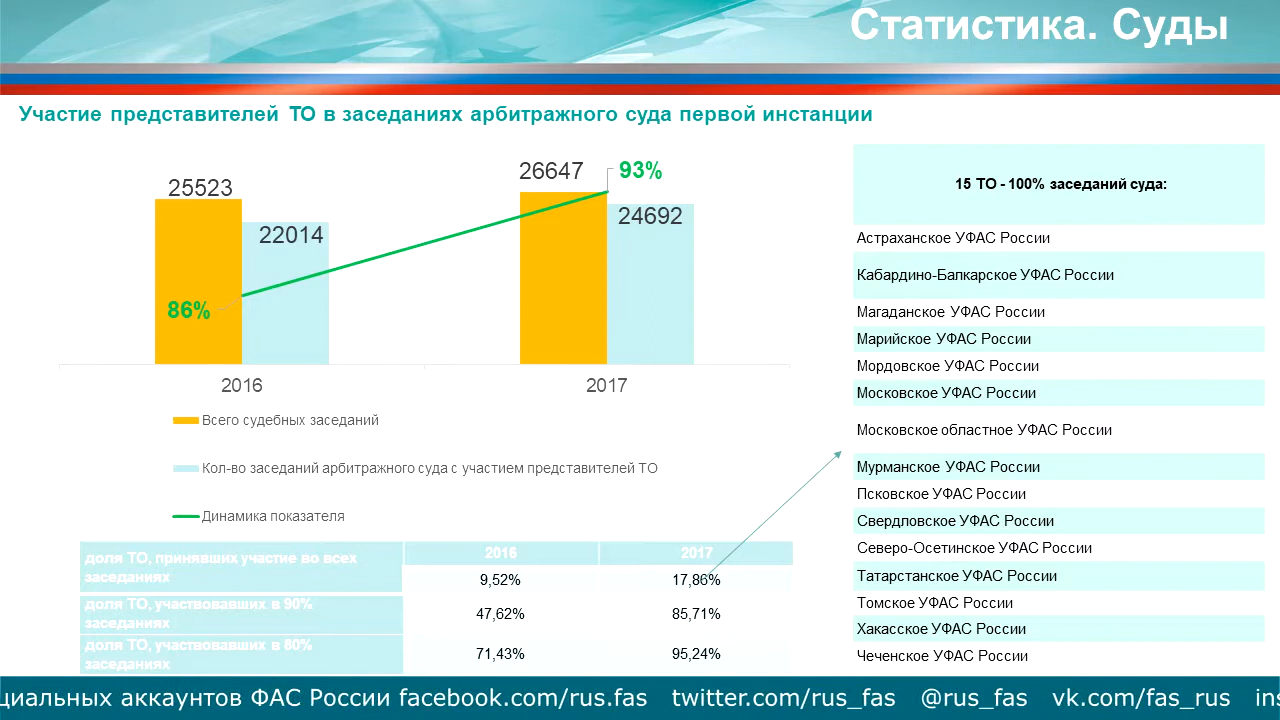 Статистика. Суды
Участие представителей ТО в заседаниях арбитражного суда первой инстанции
25523
22014
86%
26647
93%
24692
2016
2017
Всего судебных заседаний
Кол-во заседаний арбитражного суда с участием представителей ТО
Динамика показателя
доля ТО, принявших участие во всех
заседаниях
2016
2017
9,52%
17,86%
доля ТО, участвовавших в 90%
заседаниях
47,62%
85,71%
доля ТО, участвовавших в 80%
заседаниях
71,43%
95,24%
15 ТО - 100% заседаний суда:
Астраханское УФАС России
Кабардино-Балкарское УФАС России
Магаданское УФАС России
Марийское УФАС России
Мордовское УФАС России
Московское УФАС России
Московское областное УФАС России
Мурманское УФАС России
Псковское УФАС России
Свердловское УФАС России
Северо-Осетинское УФАС России
Татарстанское УФАС России
Томское УФАС России
Хакасское УФАС России
Чеченское УФАС России
циальных аккаунтов ФАС России facebook.com/rus.fas twitter.com/rus_fas @rus_fas vk.com/fas_rus ins